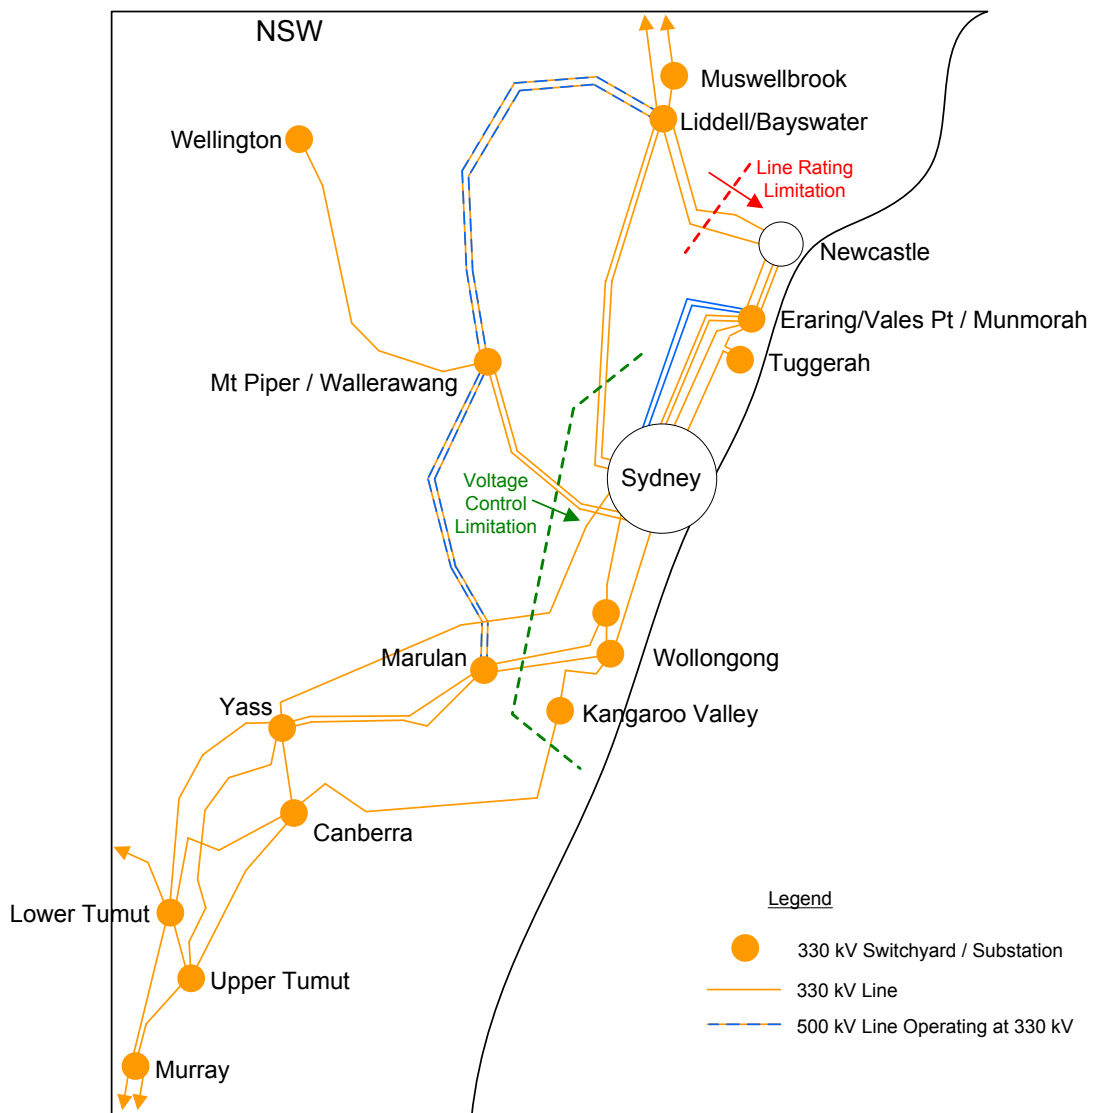 NSW
Muswellbrook
Liddell/Bayswater
Wellington
Line Rating
Limitation
Newcastle
Eraring/Vales Pt / Munmorah
Tuggerah
Mt Piper / Wallerawang
Sydney
Voltage
Control
Limitation
Marulan
Wollongong
Yass
Kangaroo Valley
Canberra
Lower Tumut
Upper Tumut
Murray
Legend
330 kV Switchyard / Substation
330 kV Line
500 kV Line Operating at 330 kV